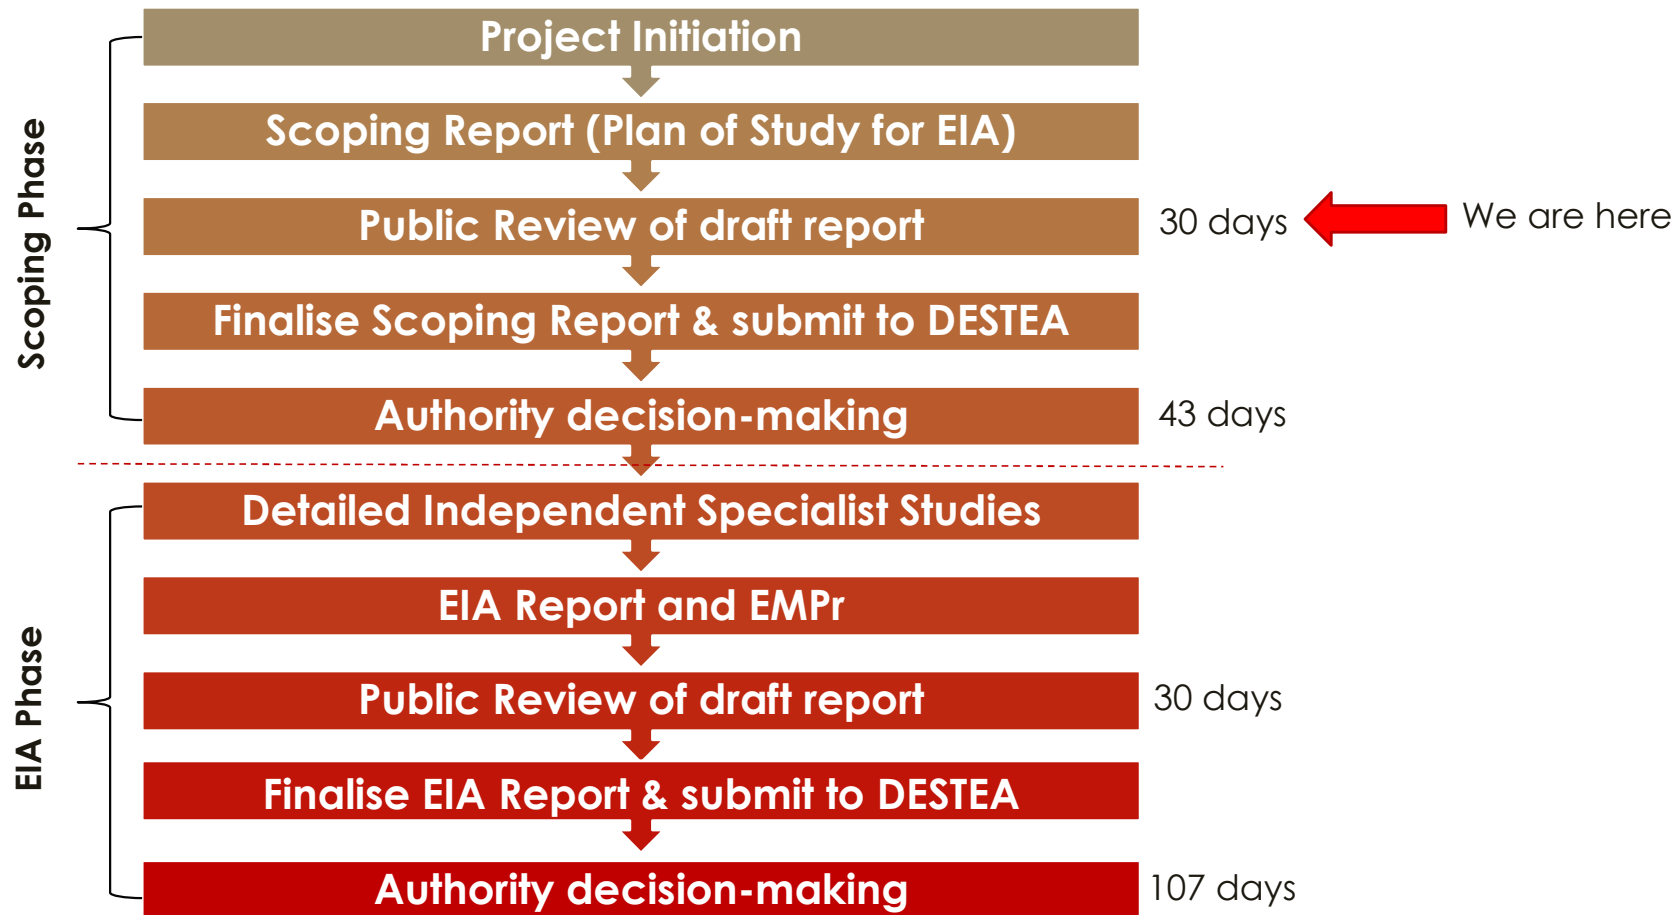 Scoping Phase
Project Initiation
Scoping Report (Plan of Study for EIA)
Public Review of draft report
30 days
We are here
Finalise Scoping Report & submit to DESTEA
Authority decision-making
43 days
EIA Phase
Detailed Independent Specialist Studies
EIA Report and EMPr
Public Review of draft report
30 days
Finalise EIA Report & submit to DESTEA
Authority decision-making
107 days